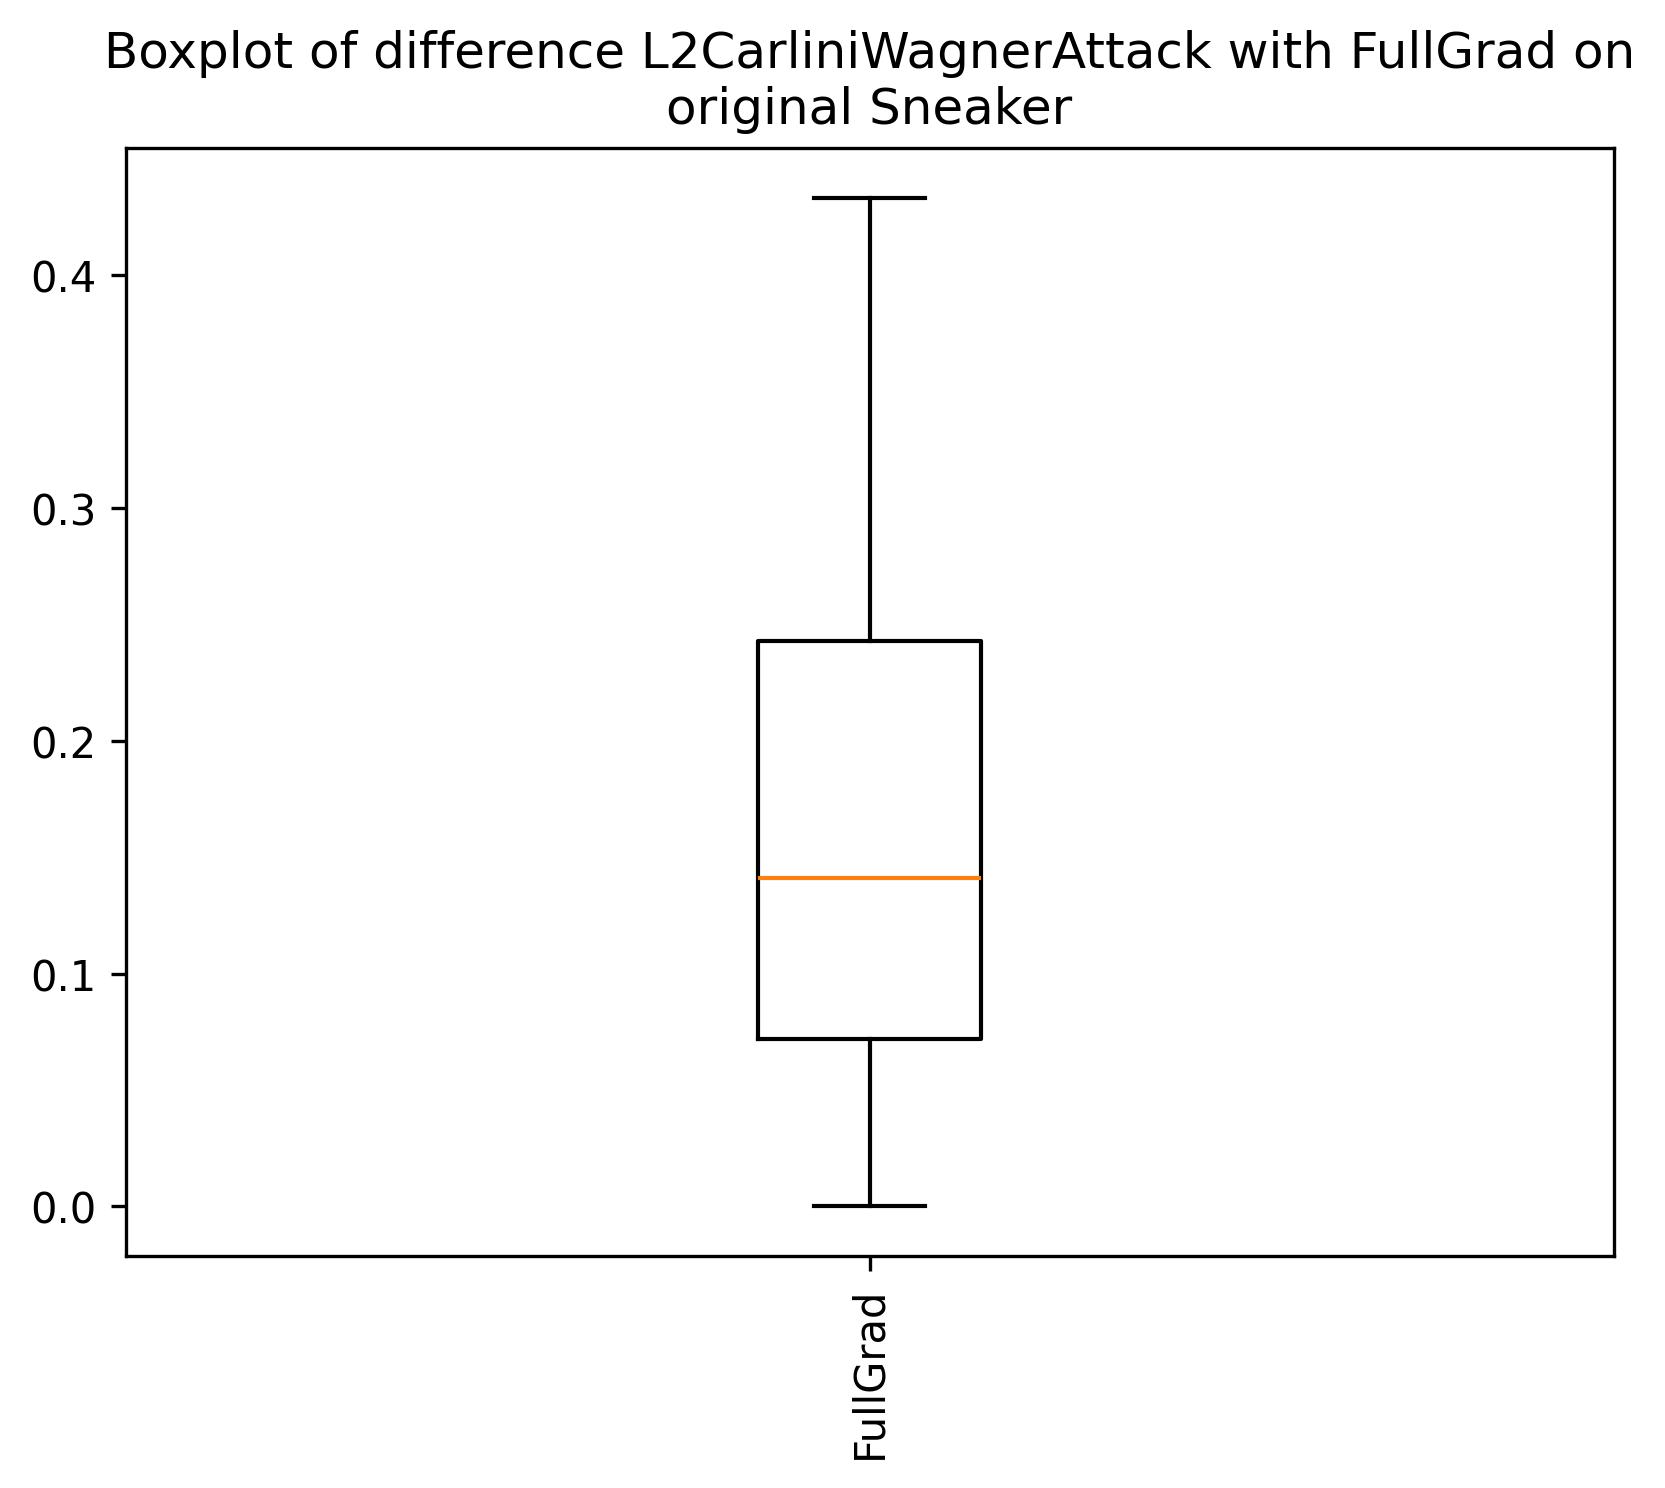 Boxplot of difference L2CarliniWagnerAttack with FullGrad on
original Sneaker
0.4
0.3
0.2
0.1
0.0
FullGrad